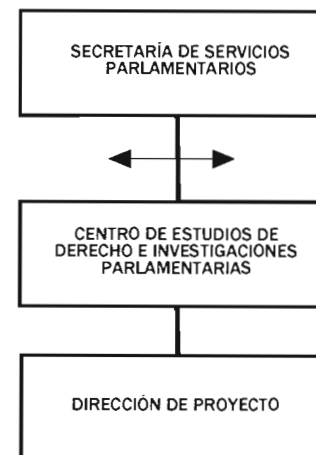 SECRETARÍA DE SERVICIOS
PARLAMENTARIOS
CENTRO DE ESTUDIOS DE
DERECHO E INVESTIGACIONES
PARLAMENTARIAS
DIRECCIÓN DE PROYECTO